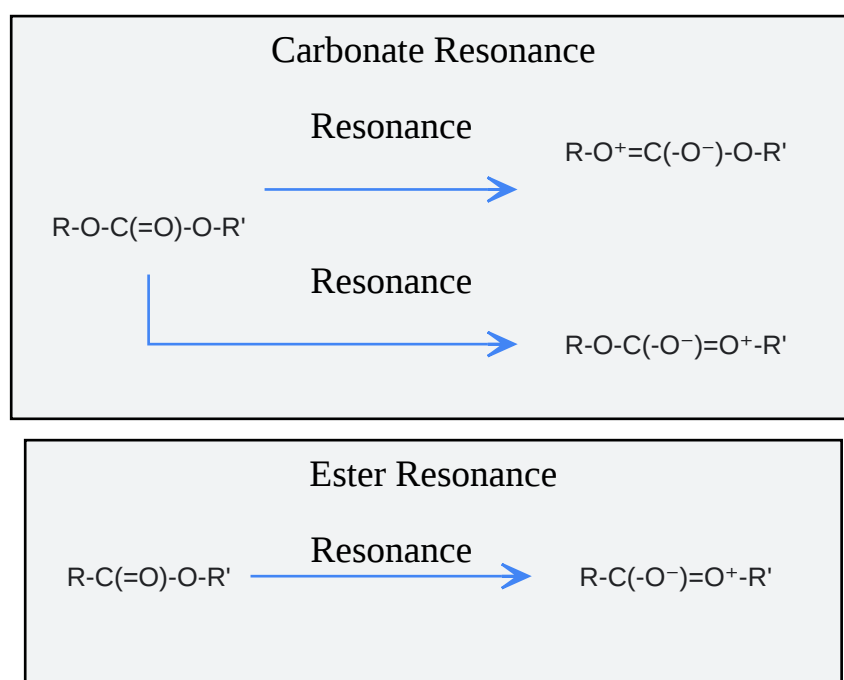 Carbonate Resonance
Resonance
R-O⁺=C(-O⁻)-O-R'
R-O-C(=O)-O-R'
Resonance
R-O-C(-O⁻)=O⁺-R'
Ester Resonance
Resonance
R-C(=O)-O-R'
R-C(-O⁻)=O⁺-R'